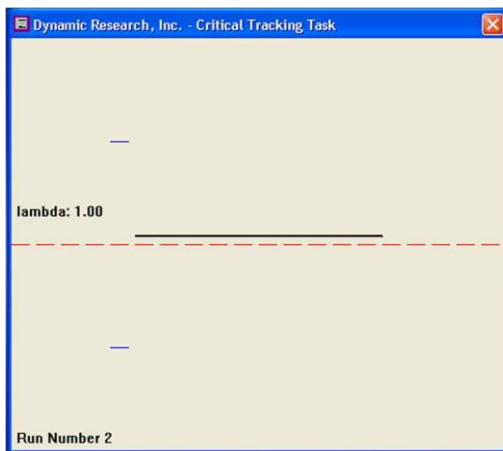 Dynamic Research, Inc. - Critical Tracking Task
lambda: 1.00
Run Number 2